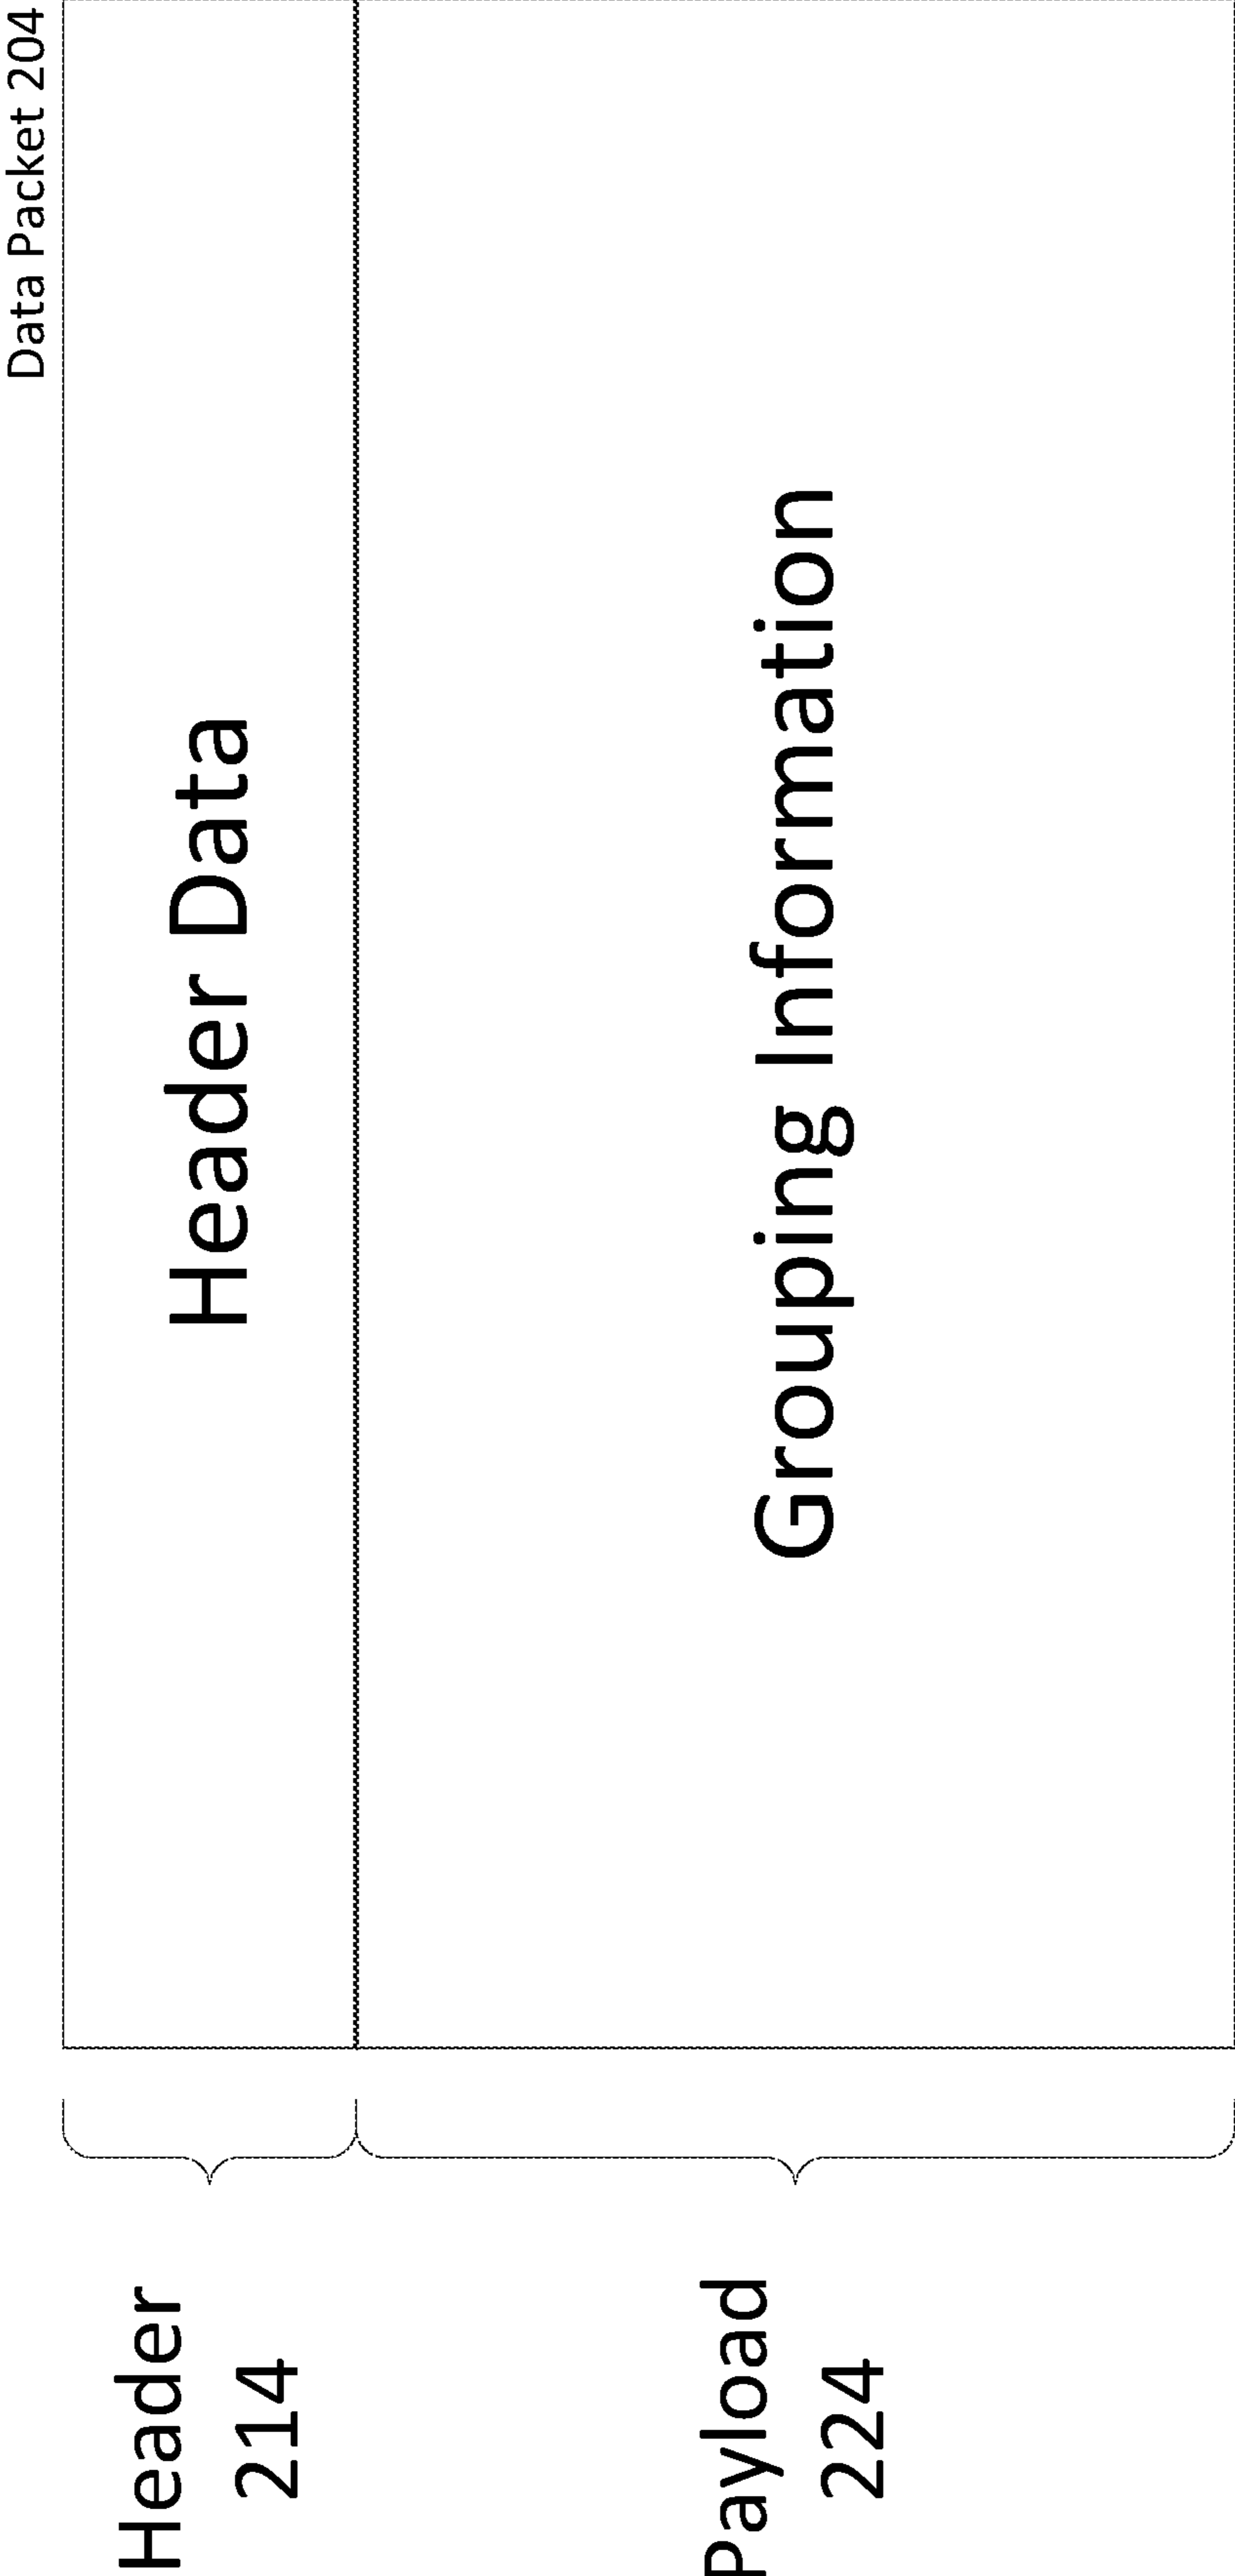 Data Packet 204
Header
214
Header Data
Payload
224
Grouping Information